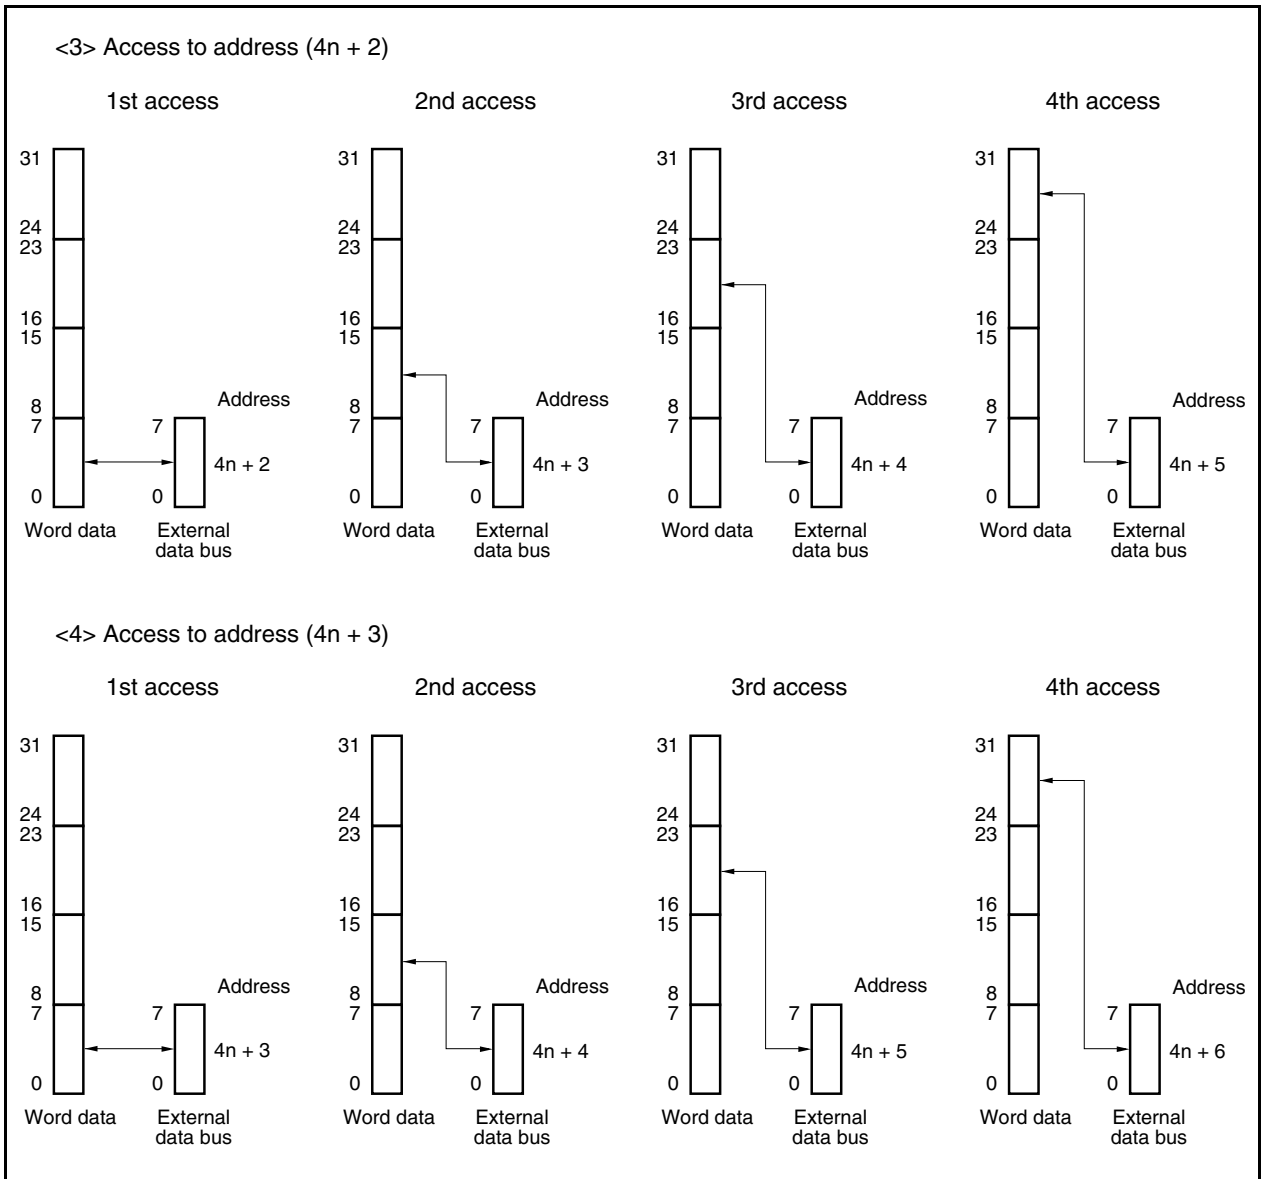 <3> Access to address (4n + 2)
1st access
2nd access
3rd access
4th access
31
31
31
31
24
24
24
24
23
23
23
23
16
16
16
16
15
15
15
15
Address
Address
Address
Address
8
8
8
8
7
7
7
7
7
7
7
7
4n + 2
4n + 3
4n + 4
4n + 5
0
0
0
0
0
0
0
0
Word data
External
data bus
Word data
External
data bus
Word data
External
data bus
Word data
External
data bus
<4> Access to address (4n + 3)
1st access
2nd access
3rd access
4th access
31
31
31
31
24
24
24
24
23
23
23
23
16
16
16
16
15
15
15
15
Address
Address
Address
Address
8
8
8
8
7
7
7
7
7
7
7
7
4n + 3
4n + 4
4n + 5
4n + 6
0
0
0
0
0
0
0
0
Word data
External
data bus
Word data
External
data bus
Word data
External
data bus
Word data
External
data bus